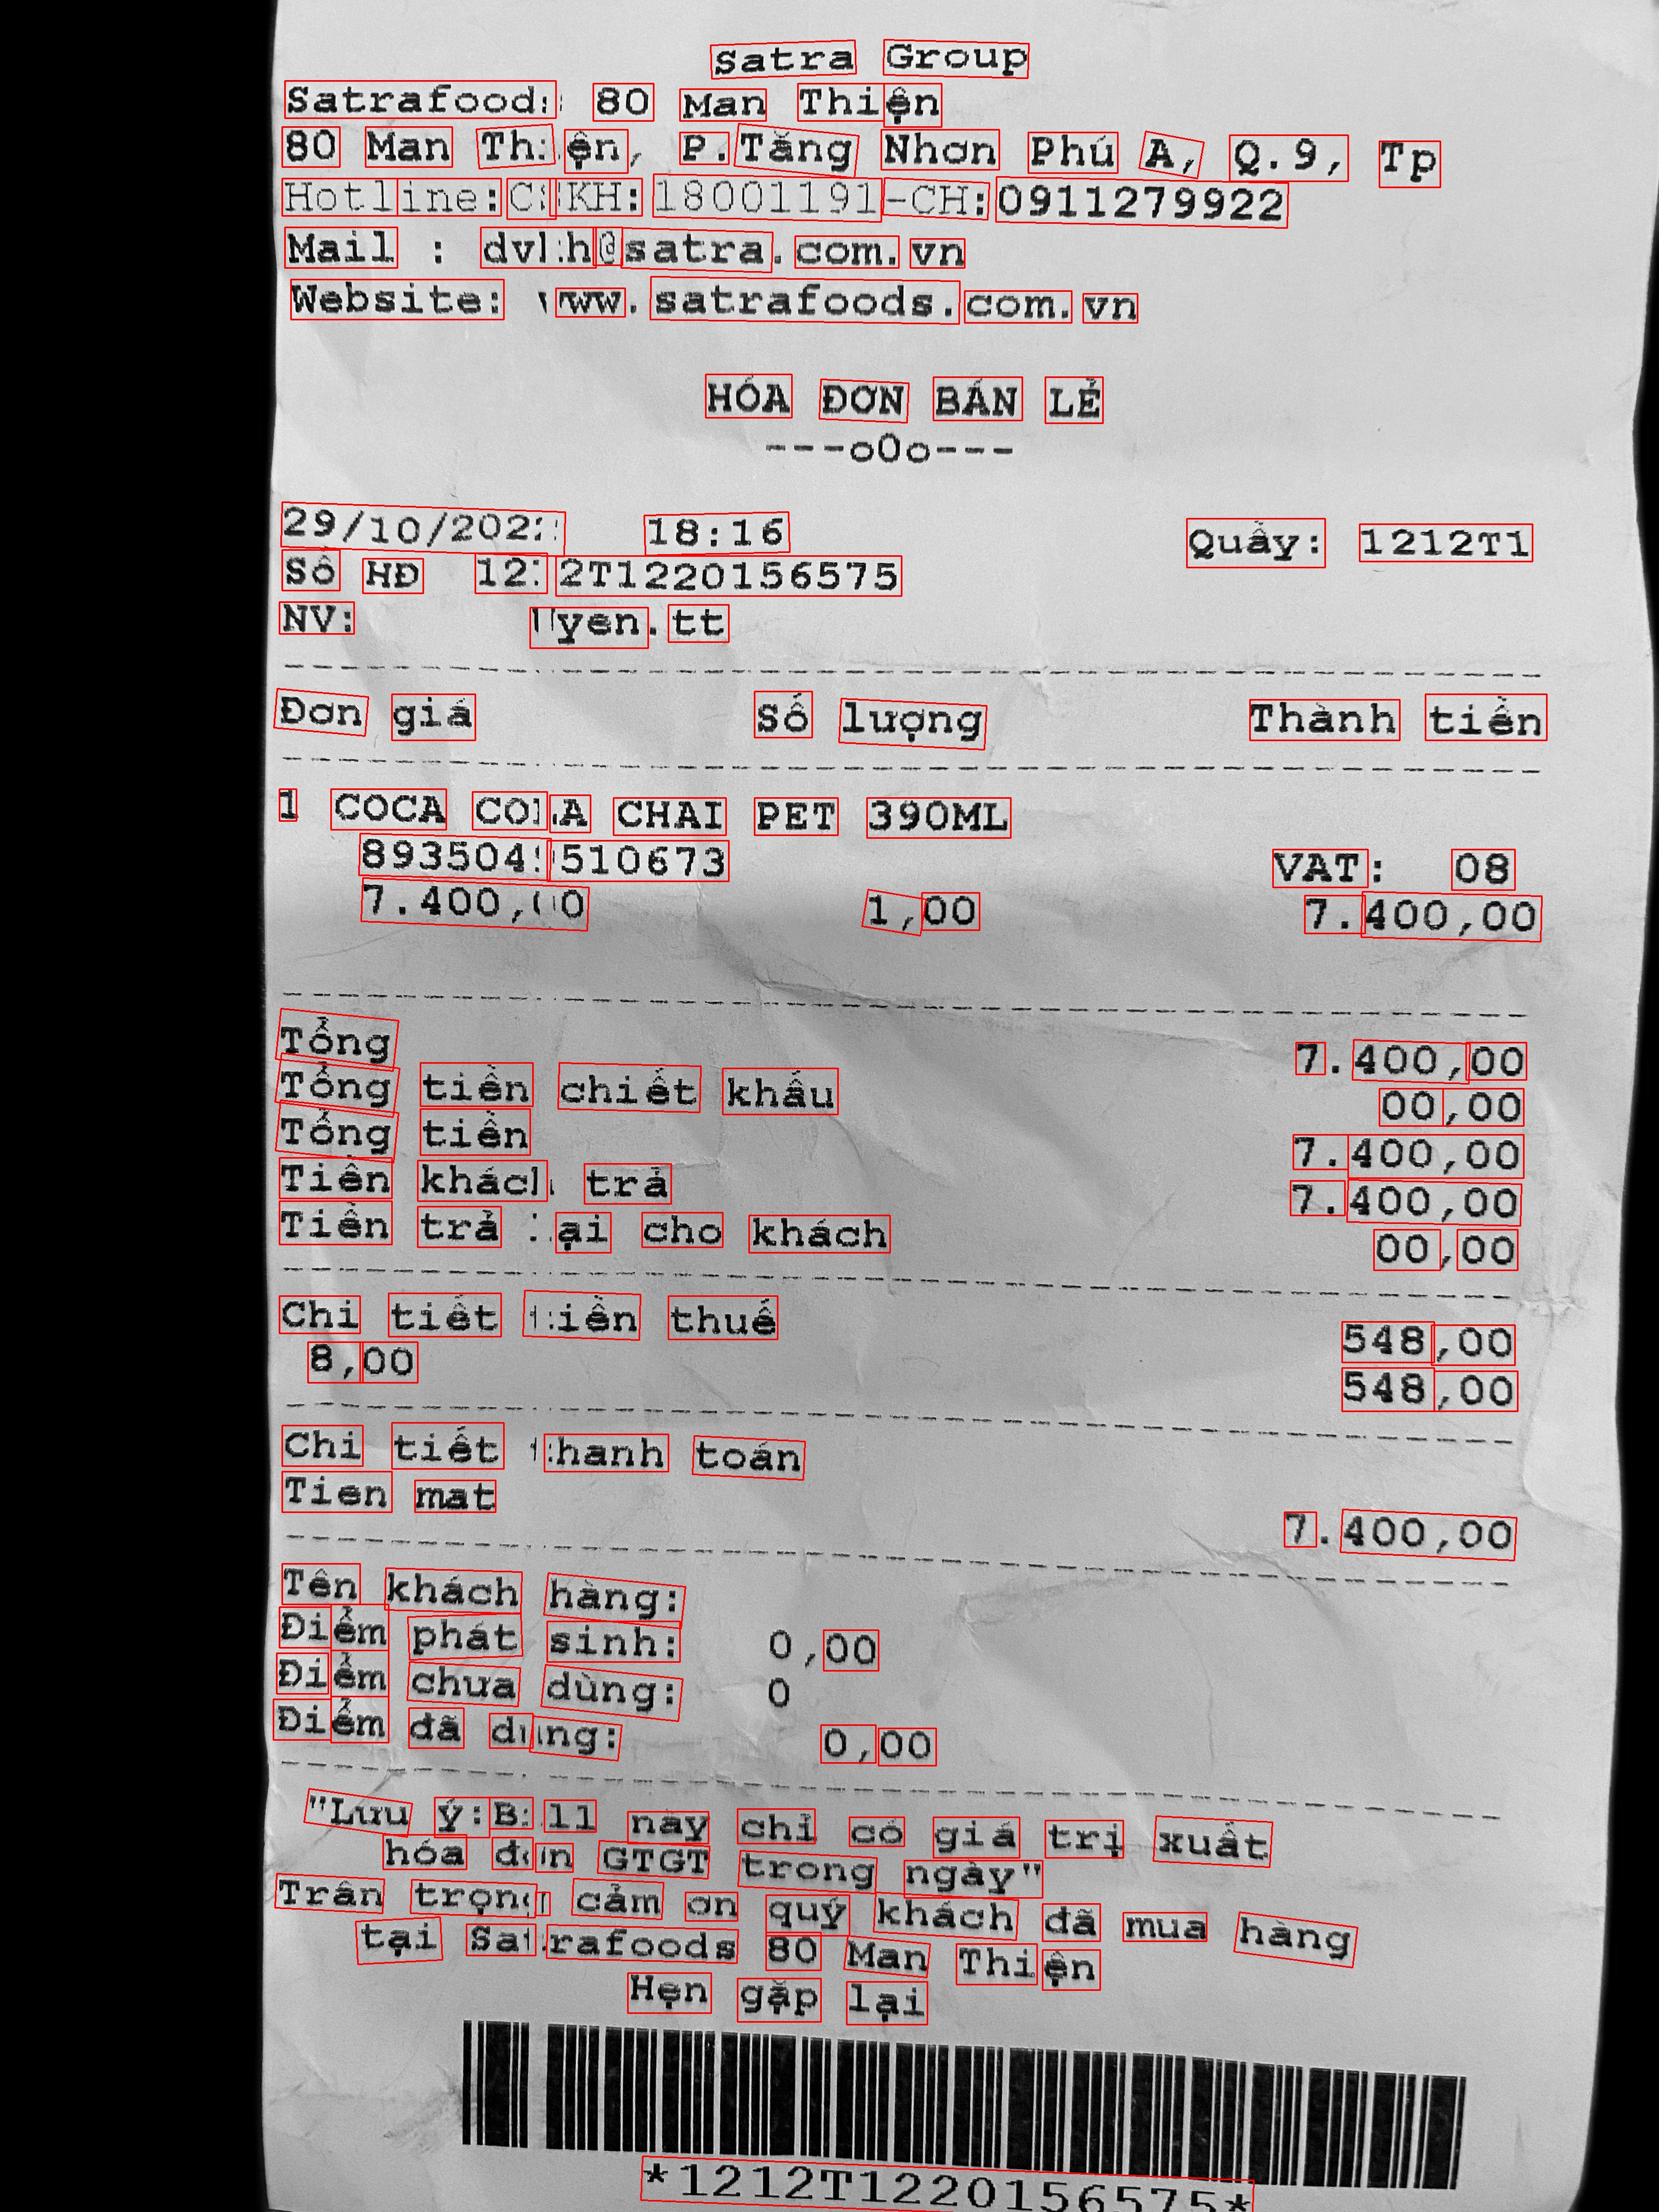 Satra Group
Satrafoods 80 Man Thiện
80 Man Thiện, P.Tăng Nhơn Phú A, Q.9, Tp
Hotline:CSKH:18001191-CH:0911279922
Mail : dvkh@satra.com.vn
Website: www.satrafoods.com.vn
HÓA ĐƠN BÁN LẺ
---o0o---
29/10/2022 18:16 Quầy: 1212T1
Số HĐ 1212T1220156575
NV: Uyen.tt
Đơn giá Số lượng Thành tiền
1 COCA COLA CHAI PET 390ML
8935049510673 VAT: 08
7.400,00 1,00 7.400,00
Tổng 7.400,00
Tổng tiền chiết khấu 00,00
Tổng tiền 7.400,00
Tiền khách trả 7.400,00
Tiền trả lại cho khách 00,00
Chi tiết tiền thuế 548,00
8,00 548,00
Chi tiết thanh toán
Tien mat 7.400,00
Tên khách hàng:
Điểm phát sinh: 0,00
Điểm chưa dùng: 0
Điểm đã dùng: 0,00
"Lưu ý:Bill này chỉ có giá trị xuất
hóa đơn GTGT trong ngày"
Trân trọng cảm ơn quý khách đã mua hàng
tại Satrafoods 80 Man Thiện
Hẹn gặp lại
*1212T1220156575*